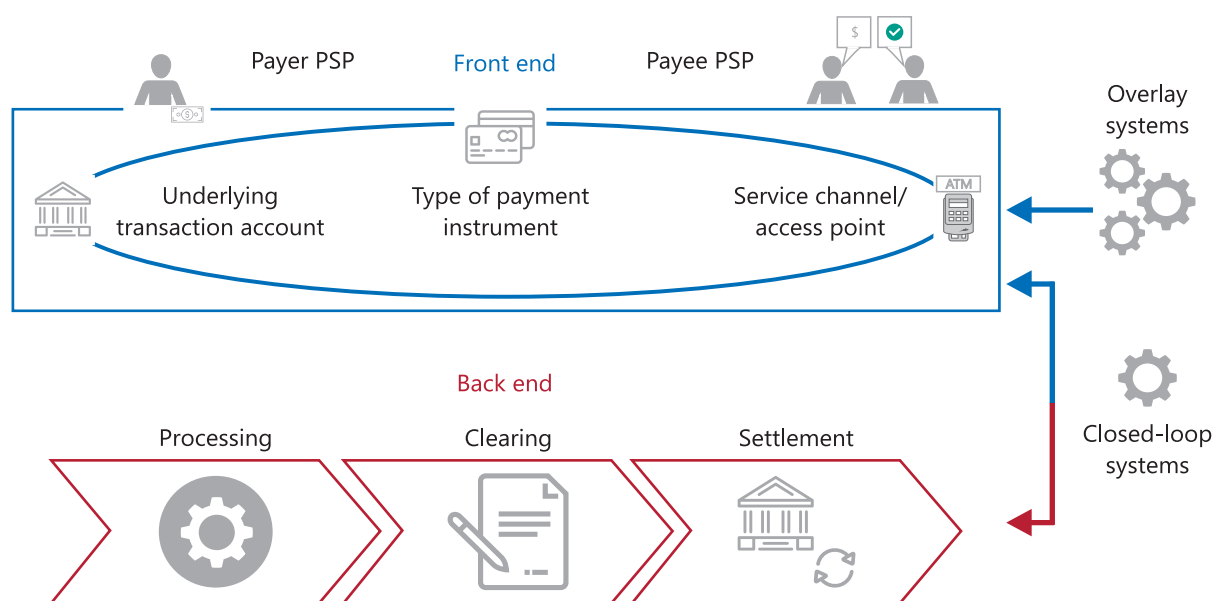 Payer PSP
Front end
Payee PSP
$
$
Overlay
systems
Underlying
transaction account
Type of payment
instrument
Service channel/
access point
ATM
Back end
Processing
Clearing
Settlement
Closed-loop
systems